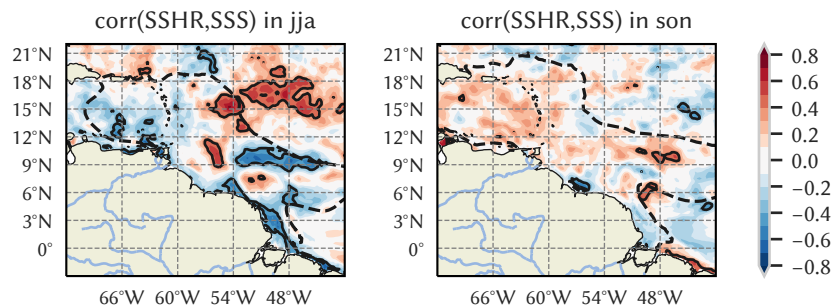 corr(SSHR,SSS) in jja
corr(SSHR,SSS) in son
21°N
18°N
15°N
12°N
9°N
6°N
3°N
0°
66°W 60°W 54°W 48°W
21°N
18°N
15°N
12°N
9°N
6°N
3°N
0°
66°W 60°W 54°W 48°W
0.8
0.6
0.4
0.2
0.0
−0.2
−0.4
−0.6
−0.8